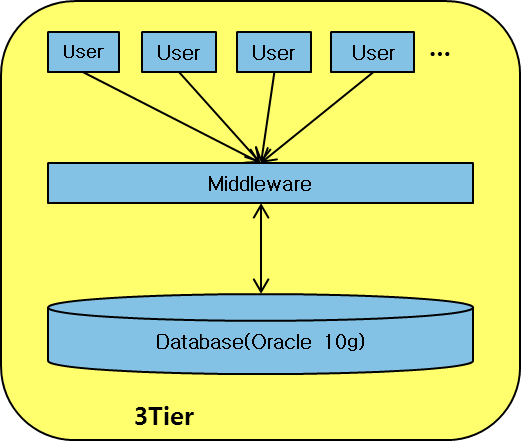 User User User User ...
Middleware
Database(Oracle 10g)
3Tier